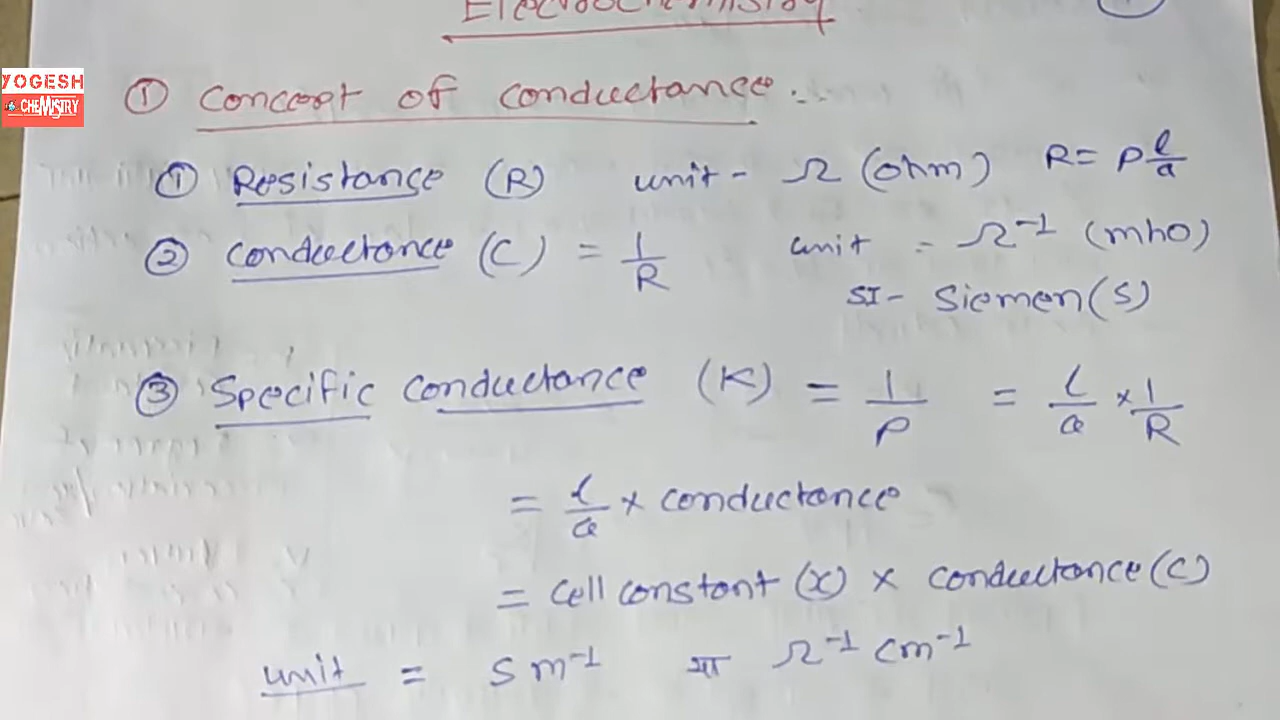 Electrochemistry
YOGESH
CHEMISTRY
① Concept of conductance..
① Resistance (R) unit - Ω (ohm) R = ρ l/a
② Conductance (C) = 1/R unit = Ω⁻¹ (mho)
SI - Siemen (S)
③ Specific conductance (K) = 1/ρ = l/a × 1/R
= l/a × conductance
= Cell constant (x) × conductance (C)
unit = S m⁻¹ या Ω⁻¹ cm⁻¹